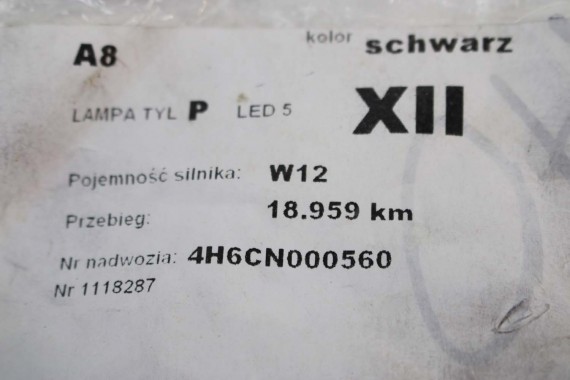 A8 kolor schwarz
LAMPA TYL P LED 5 XII
Pojemność silnika: W12
Przebieg: 18.959 km
Nr nadwozia: 4H6CN000560
Nr 1118287